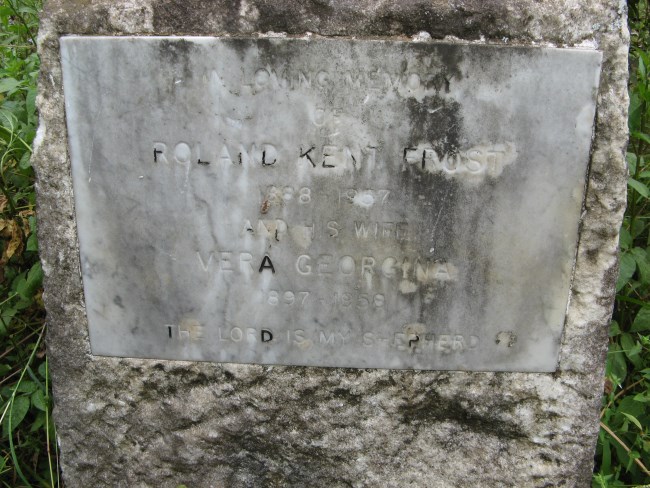 IN LOVING MEMORY
OF
ROLAND KENT FROST
AND HIS WIFE
VERA GEORGINA
THE LORD IS MY SHEPHERD